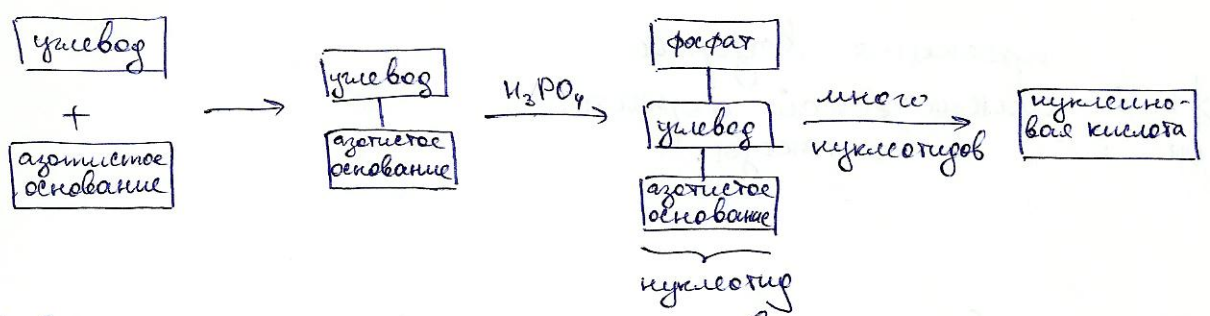 углевод
+
азотистое
основание
углевод
азотистое
основание
H₃PO₄
фосфат
углевод
азотистое
основание
нуклеотид
много
нуклеотидов
нуклеино-
вая кислота